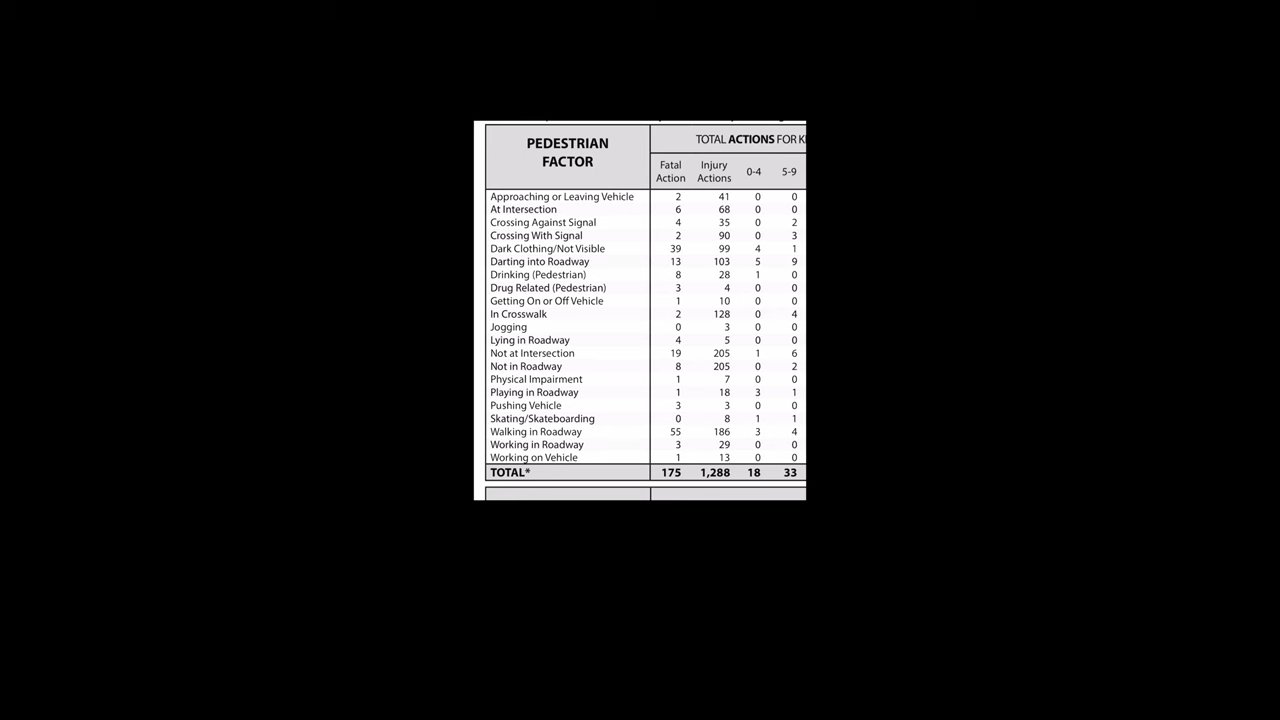 PEDESTRIAN
FACTOR
TOTAL ACTIONS FOR
Fatal
Action
Injury
Actions
0-4
5-9
Approaching or Leaving Vehicle 2 41 0 0
At Intersection 6 68 0 0
Crossing Against Signal 4 35 0 2
Crossing With Signal 2 90 0 3
Dark Clothing/Not Visible 39 99 4 1
Darting into Roadway 13 103 5 9
Drinking (Pedestrian) 8 28 1 0
Drug Related (Pedestrian) 3 4 0 0
Getting On or Off Vehicle 1 10 0 0
In Crosswalk 2 128 0 4
Jogging 0 3 0 0
Lying in Roadway 4 5 0 0
Not at Intersection 19 205 1 6
Not in Roadway 8 205 0 2
Physical Impairment 1 7 0 0
Playing in Roadway 1 18 3 1
Pushing Vehicle 3 3 0 0
Skating/Skateboarding 0 8 1 1
Walking in Roadway 55 186 3 4
Working in Roadway 3 29 0 0
Working on Vehicle 1 13 0 0
TOTAL* 175 1,288 18 33